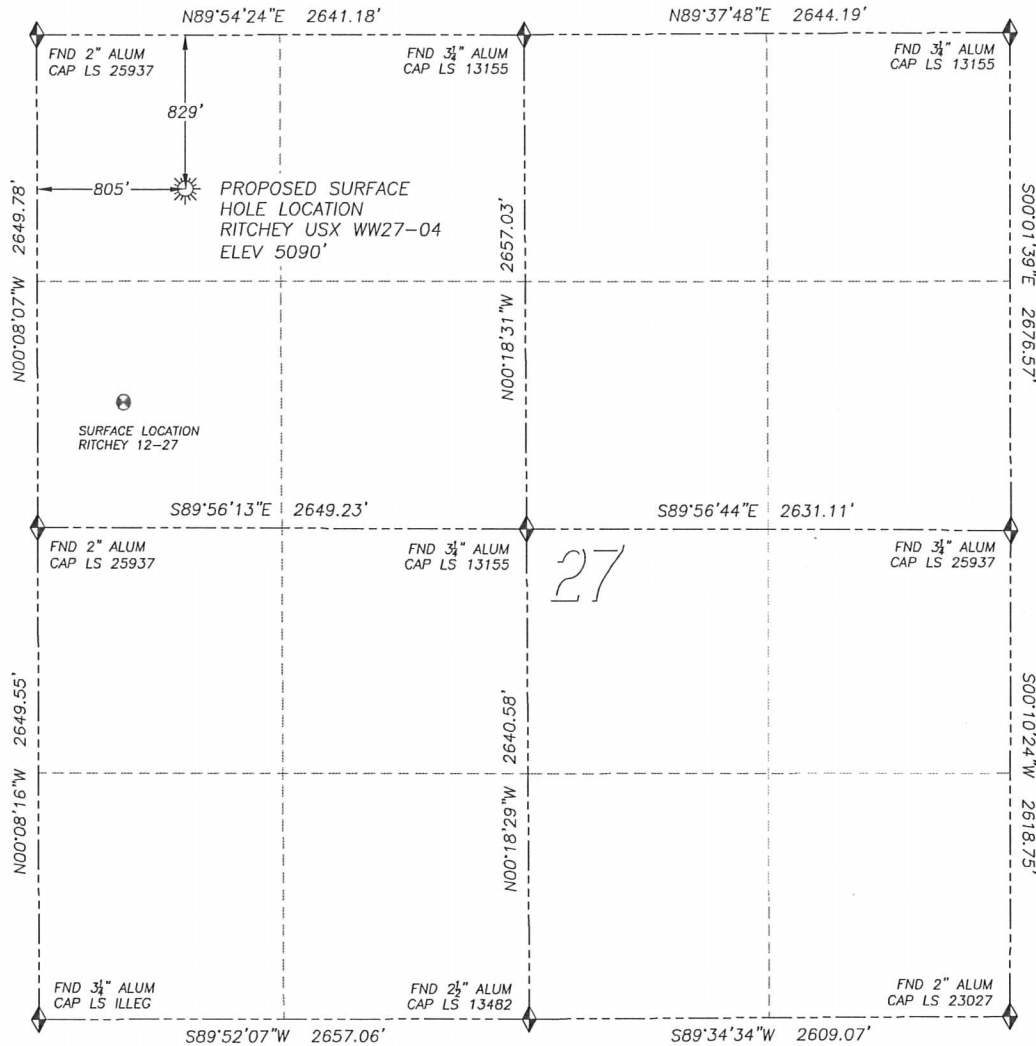 N89°54'24"E 2641.18'
N89°37'48"E 2644.19'
FND 2" ALUM
CAP LS 25937
FND 3¼" ALUM
CAP LS 13155
FND 3¼" ALUM
CAP LS 13155
829'
805'
PROPOSED SURFACE
HOLE LOCATION
RITCHEY USX WW27-04
ELEV 5090'
N00°08'07"W 2649.78'
N00°18'31"W 2657.03'
S00°01'39"E 2676.57'
SURFACE LOCATION
RITCHEY 12-27
S89°56'13"E 2649.23'
S89°56'44"E 2631.11'
FND 2" ALUM
CAP LS 25937
FND 3¼" ALUM
CAP LS 13155
27
FND 3¼" ALUM
CAP LS 25937
N00°08'16"W 2649.55'
N00°18'29"W 2640.58'
S00°10'24"W 2618.75'
FND 3¼" ALUM
CAP LS ILLEG
FND 2½" ALUM
CAP LS 13482
FND 2" ALUM
CAP LS 23027
S89°52'07"W 2657.06'
S89°34'34"W 2609.07'